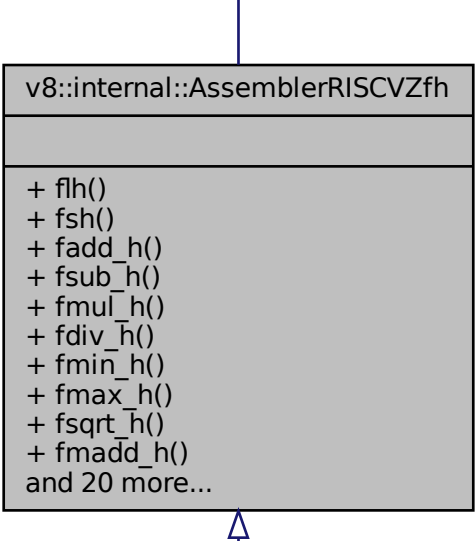 v8::internal::AssemblerRISCVZfh
+ flh()
+ fsh()
+ fadd_h()
+ fsub_h()
+ fmul_h()
+ fdiv_h()
+ fmin_h()
+ fmax_h()
+ fsqrt_h()
+ fmadd_h()
and 20 more...